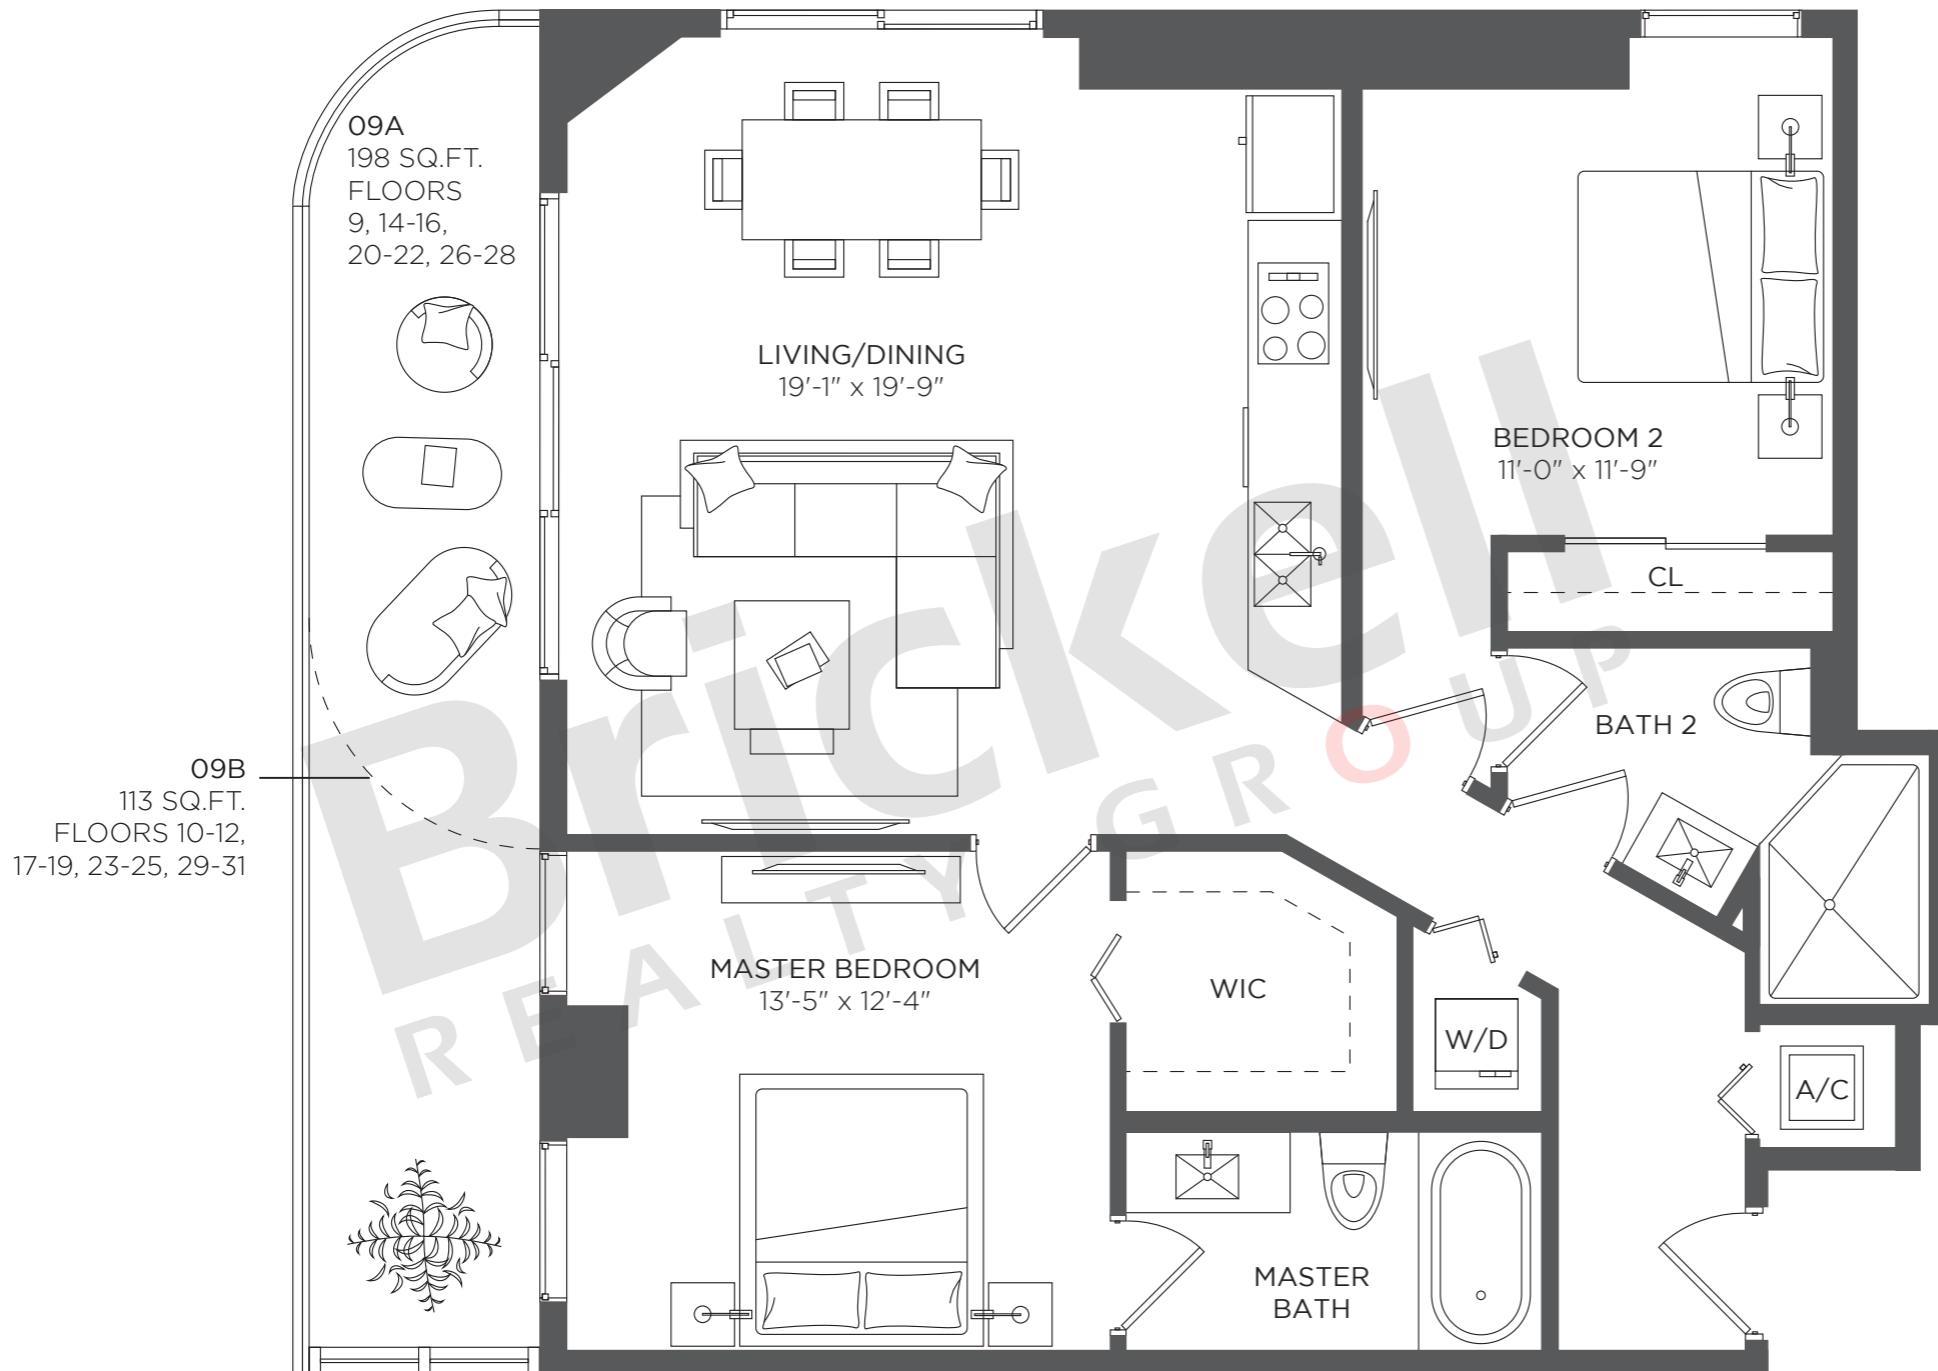 09A
198 SQ.FT.
FLOORS
9, 14-16,
20-22, 26-28
LIVING/DINING
19'-1" x 19'-9"
BEDROOM 2
11'-0" x 11'-9"
CL
BATH 2
09B
113 SQ.FT.
FLOORS 10-12,
17-19, 23-25, 29-31
MASTER BEDROOM
13'-5" x 12'-4"
WIC
W/D
A/C
MASTER
BATH
Brickell
REALTY GROUP